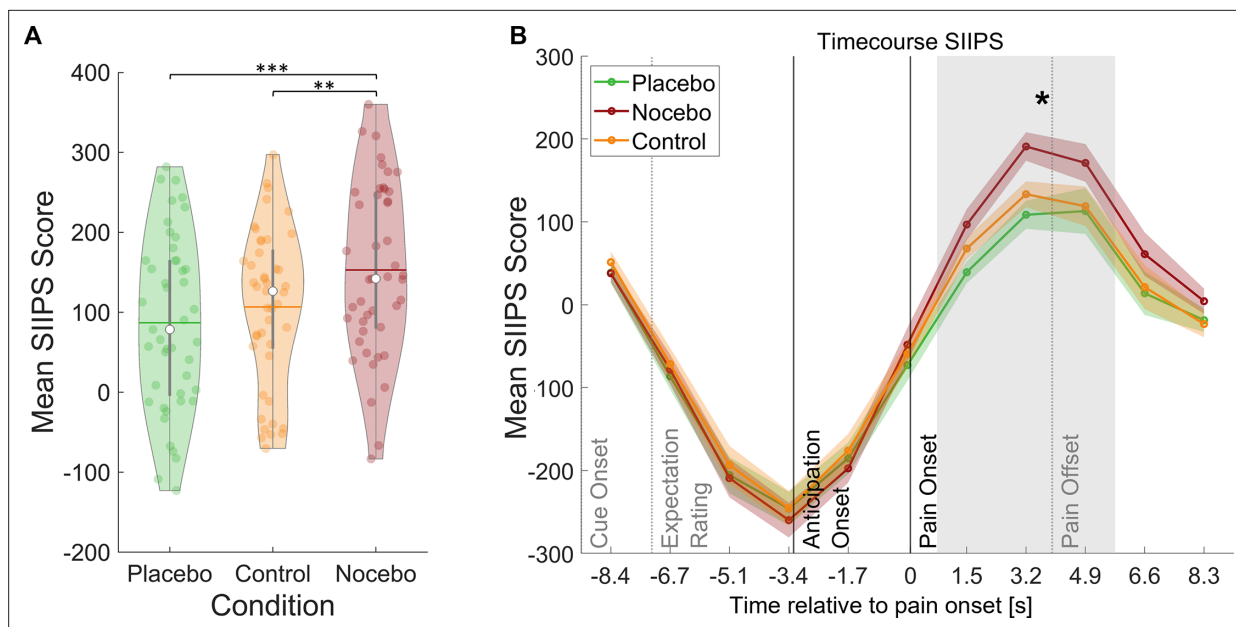 A
Mean SIIPS Score
400
300
200
100
0
-100
-200
***
**
Placebo
Control
Nocebo
Condition
B
Timecourse SIIPS
Mean SIIPS Score
300
200
100
0
-100
-200
-300
Placebo
Nocebo
Control
*
Cue Onset
Expectation
Rating
Anticipation
Onset
Pain Onset
Pain Offset
-8.4
-6.7
-5.1
-3.4
-1.7
0
1.5
3.2
4.9
6.6
8.3
Time relative to pain onset [s]